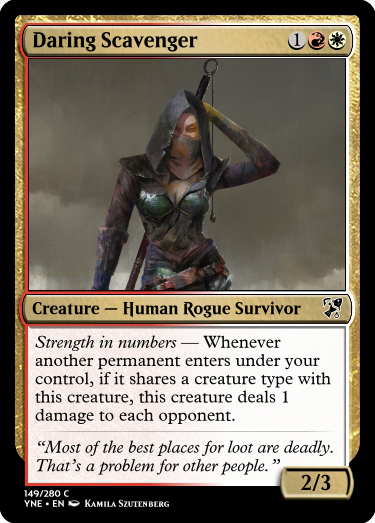 Daring Scavenger 1
Creature — Human Rogue Survivor
Strength in numbers — Whenever
another permanent enters under your
control, if it shares a creature type with
this creature, this creature deals 1
damage to each opponent.
“Most of the best places for loot are deadly.
That’s a problem for other people.”
2/3
149/280 C
YNE • EN Kamila Szutenberg